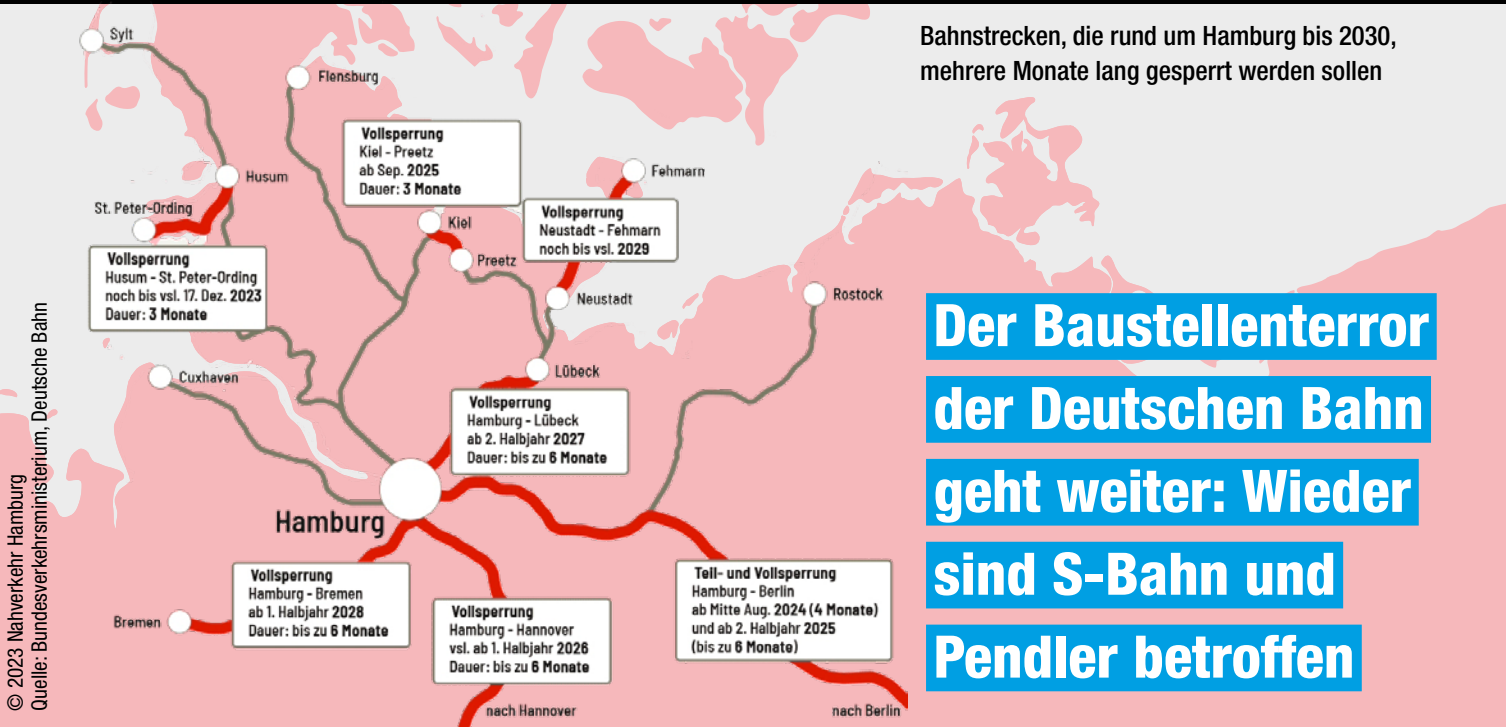 Bahnstrecken, die rund um Hamburg bis 2030,
mehrere Monate lang gesperrt werden sollen
Sylt
Flensburg
Husum
St. Peter-Ording
Vollsperrung
Husum - St. Peter-Ording
noch bis vsl. 17. Dez. 2023
Dauer: 3 Monate
Vollsperrung
Kiel - Preetz
ab Sep. 2025
Dauer: 3 Monate
Kiel
Preetz
Fehmarn
Vollsperrung
Neustadt - Fehmarn
noch bis vsl. 2029
Neustadt
Rostock
Cuxhaven
Lübeck
Vollsperrung
Hamburg - Lübeck
ab 2. Halbjahr 2027
Dauer: bis zu 6 Monate
Hamburg
Bremen
Vollsperrung
Hamburg - Bremen
ab 1. Halbjahr 2028
Dauer: bis zu 6 Monate
Vollsperrung
Hamburg - Hannover
vsl. ab 1. Halbjahr 2026
Dauer: bis zu 6 Monate
nach Hannover
Teil- und Vollsperrung
Hamburg - Berlin
ab Mitte Aug. 2024 (4 Monate)
und ab 2. Halbjahr 2025
(bis zu 6 Monate)
nach Berlin
Der Baustellenterror
der Deutschen Bahn
geht weiter: Wieder
sind S-Bahn und
Pendler betroffen
© 2023 Nahverkehr Hamburg
Quelle: Bundesverkehrsministerium, Deutsche Bahn